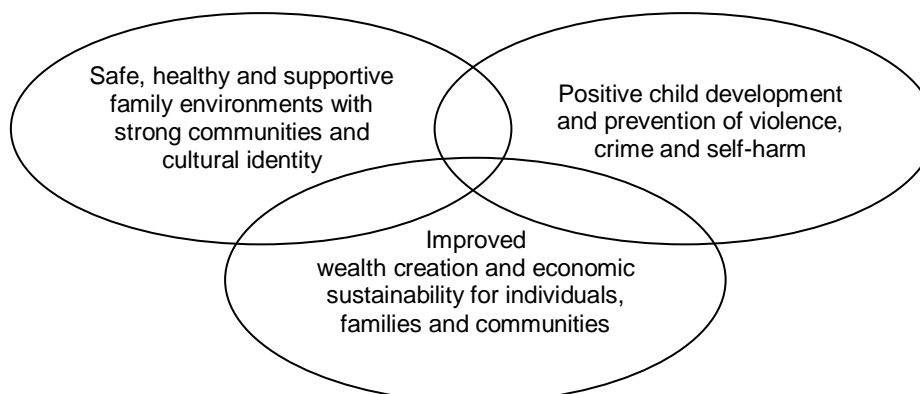 Safe, healthy and supportive
family environments with
strong communities and
cultural identity
Positive child development
and prevention of violence,
crime and self-harm
Improved
wealth creation and economic
sustainability for individuals,
families and communities